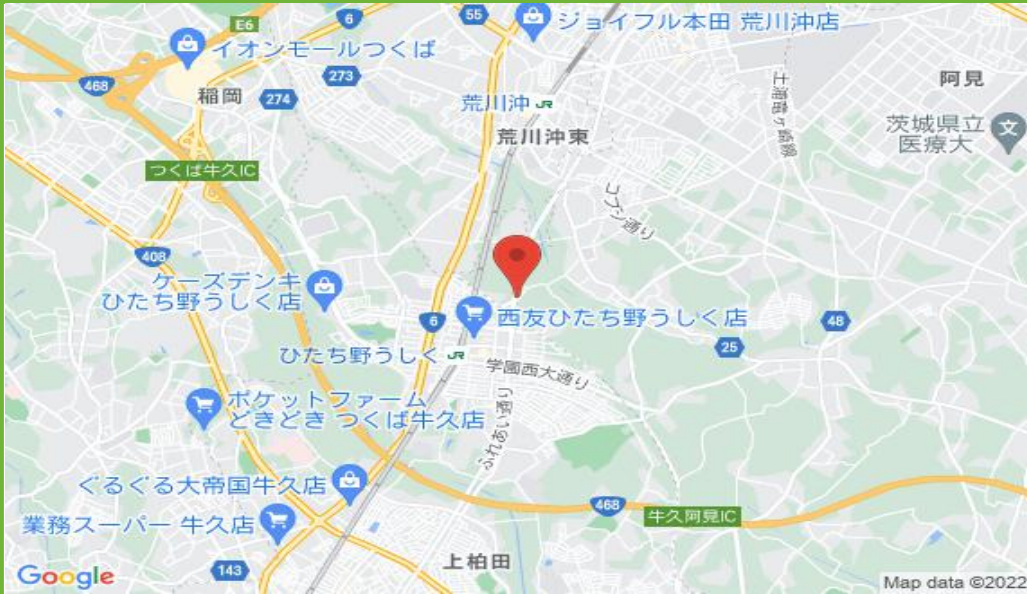 6
55
ジョイフル本田 荒川沖店
E6
イオンモールつくば
468
273
阿見
稲岡
274
荒川沖 JR
荒川沖東
土浦竜ヶ崎線
茨城県立
医療大
つくば牛久IC
コブシ通り
408
ケーズデンキ
ひたち野うしく店
6
西友ひたち野うしく店
48
25
ひたち野うしく JR
学園西大通り
ポケットファーム
どきどき つくば牛久店
ふれあい通り
ぐるぐる大帝国牛久店
468
牛久阿見IC
業務スーパー 牛久店
上柏田
143
Google
Map data ©2022